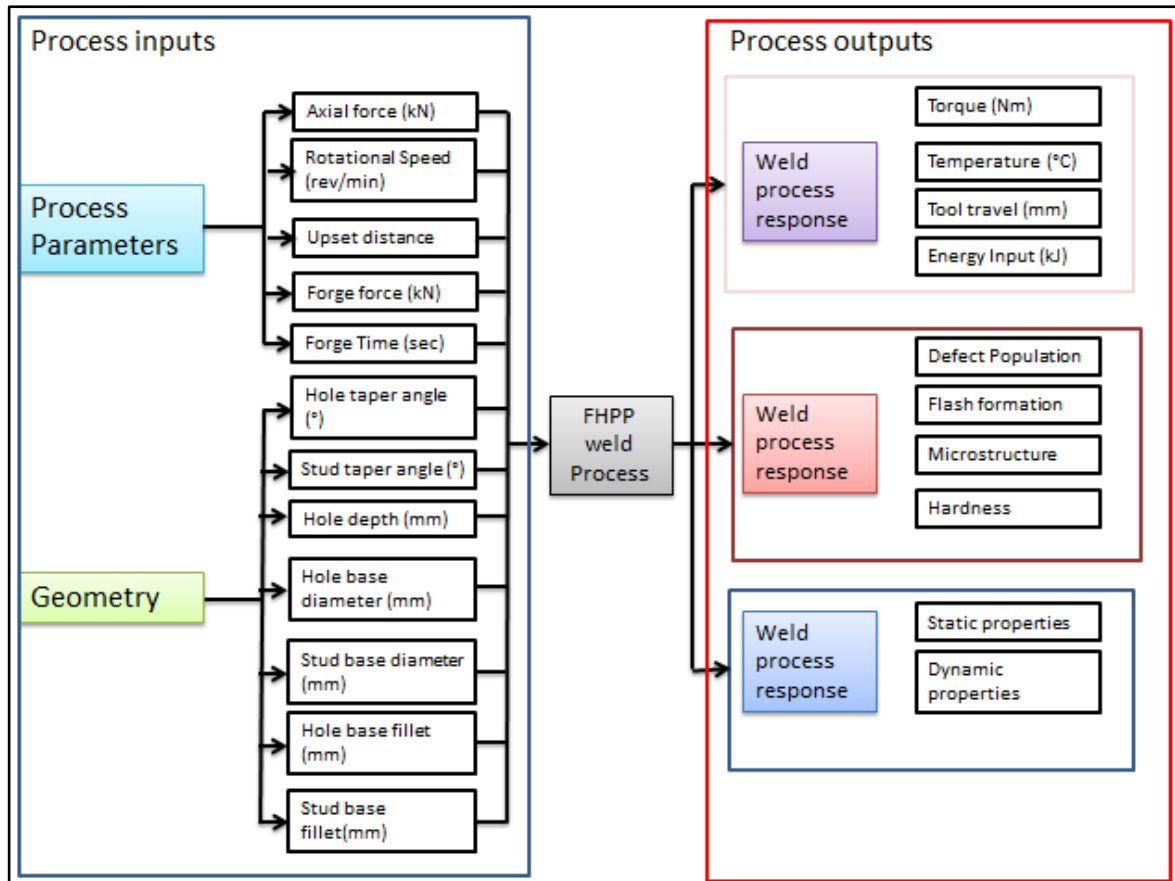 Process inputs
Process
Parameters
Axial force (kN)
Rotational Speed
(rev/min)
Upset distance
Forge force (kN)
Forge Time (sec)
Geometry
Hole taper angle
(°)
Stud taper angle (°)
Hole depth (mm)
Hole base
diameter (mm)
Stud base diameter
(mm)
Hole base fillet
(mm)
Stud base
fillet(mm)
FHPP
weld
Process
Process outputs
Weld
process
response
Torque (Nm)
Temperature (°C)
Tool travel (mm)
Energy Input (kJ)
Weld
process
response
Defect Population
Flash formation
Microstructure
Hardness
Weld
process
response
Static properties
Dynamic
properties